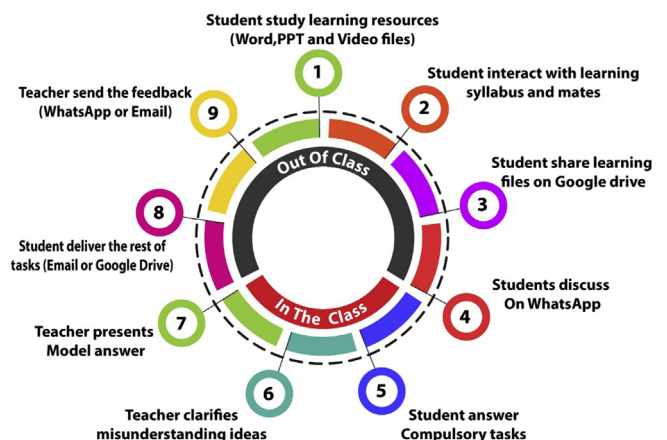 Student study learning resources
(Word,PPT and Video files)
1
Student interact with learning
syllabus and mates
2
Student share learning
files on Google drive
3
Students discuss
On WhatsApp
4
Student answer
Compulsory tasks
5
Teacher clarifies
misunderstanding ideas
6
Teacher presents
Model answer
7
Student deliver the rest of
tasks (Email or Google Drive)
8
Teacher send the feedback
(WhatsApp or Email)
9
Out Of Class
In The Class